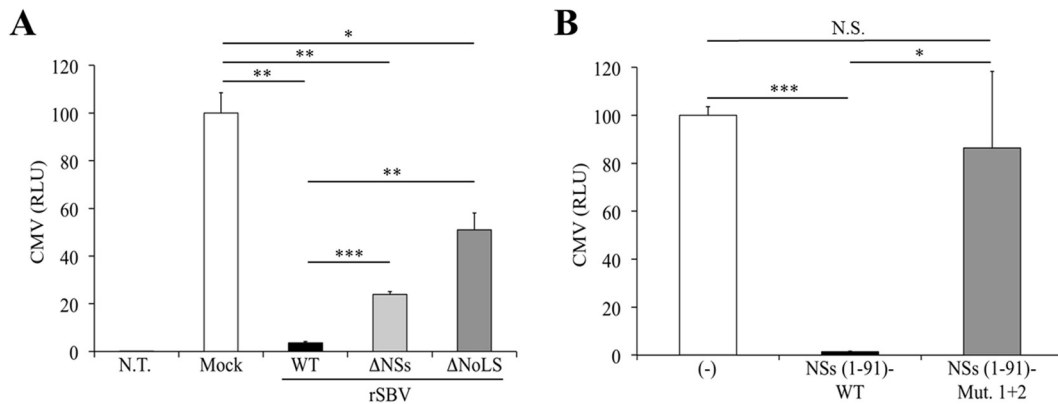 A
*
**
**
**
***
CMV (RLU)
120
100
80
60
40
20
0
N.T.
Mock
WT
ΔNSs
ΔNoLS
rSBV
B
N.S.
*
***
CMV (RLU)
120
100
80
60
40
20
0
(-)
NSs (1-91)-
WT
NSs (1-91)-
Mut. 1+2